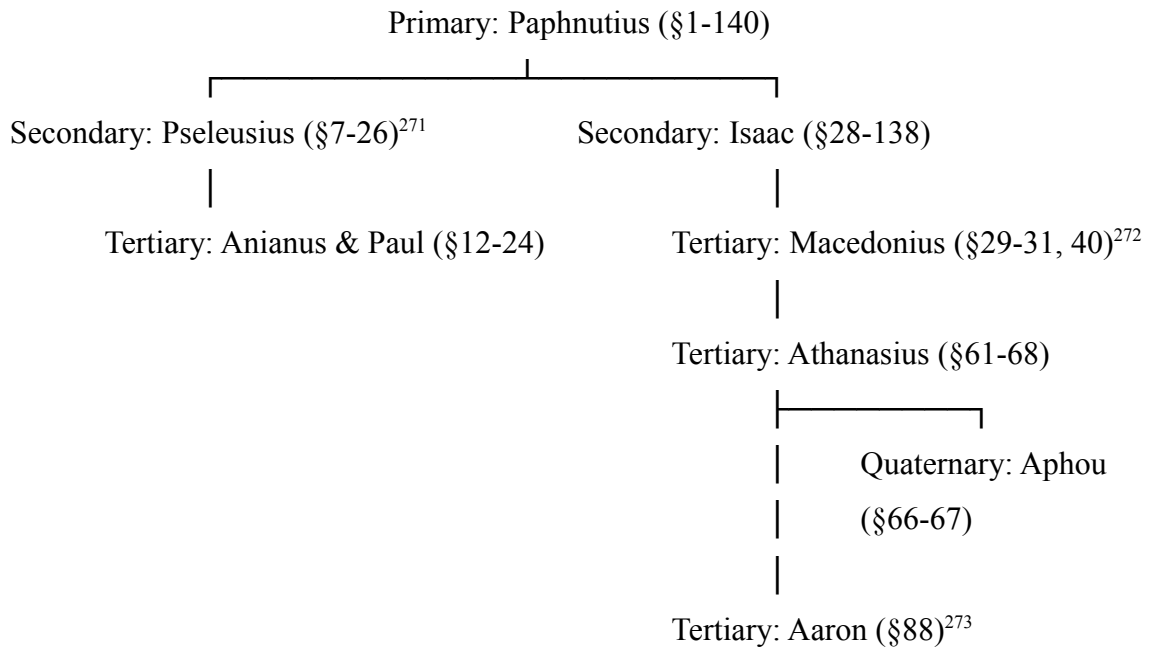 Primary: Paphnutius (§1-140)
Secondary: Pseleusius (§7-26)271 Secondary: Isaac (§28-138)
Tertiary: Anianus & Paul (§12-24) Tertiary: Macedonius (§29-31, 40)272
Tertiary: Athanasius (§61-68)
Quaternary: Aphou
(§66-67)
Tertiary: Aaron (§88)273